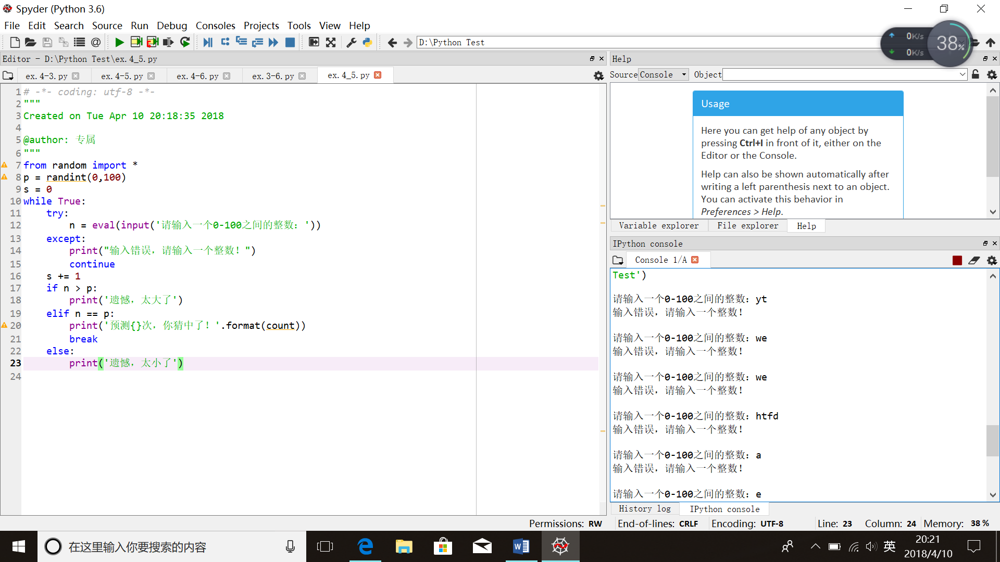 Spyder (Python 3.6)
File Edit Search Source Run Debug Consoles Projects Tools View Help
D:\Python Test
0K/s
0K/s
38%
Editor - D:\Python Test\ex.4_5.py
Help
ex.4-3.py ex.4-5.py ex.4-6.py ex.3-6.py ex.4_5.py
Source Console Object
1 # -*- coding: utf-8 -*-
2 """
3 Created on Tue Apr 10 20:18:35 2018
4
5 @author: 专属
6 """
7 from random import *
8 p = randint(0,100)
9 s = 0
10 while True:
11     try:
12         n = eval(input('请输入一个0-100之间的整数：'))
13     except:
14         print("输入错误，请输入一个整数！")
15         continue
16     s += 1
17     if n > p:
18         print('遗憾，太大了')
19     elif n == p:
20         print('预测{}次，你猜中了！'.format(count))
21         break
22     else:
23         print('遗憾，太小了')
24
Usage
Here you can get help of any object by
pressing Ctrl+I in front of it, either on the
Editor or the Console.
Help can also be shown automatically after
writing a left parenthesis next to an object.
You can activate this behavior in
Preferences > Help.
Variable explorer File explorer Help
IPython console
Console 1/A
Test')
请输入一个0-100之间的整数：yt
输入错误，请输入一个整数！
请输入一个0-100之间的整数：we
输入错误，请输入一个整数！
请输入一个0-100之间的整数：we
输入错误，请输入一个整数！
请输入一个0-100之间的整数：htfd
输入错误，请输入一个整数！
请输入一个0-100之间的整数：a
输入错误，请输入一个整数！
请输入一个0-100之间的整数：e
History log IPython console
Permissions: RW End-of-lines: CRLF Encoding: UTF-8 Line: 23 Column: 24 Memory: 38 %
在这里输入你要搜索的内容
英
20:21
2018/4/10